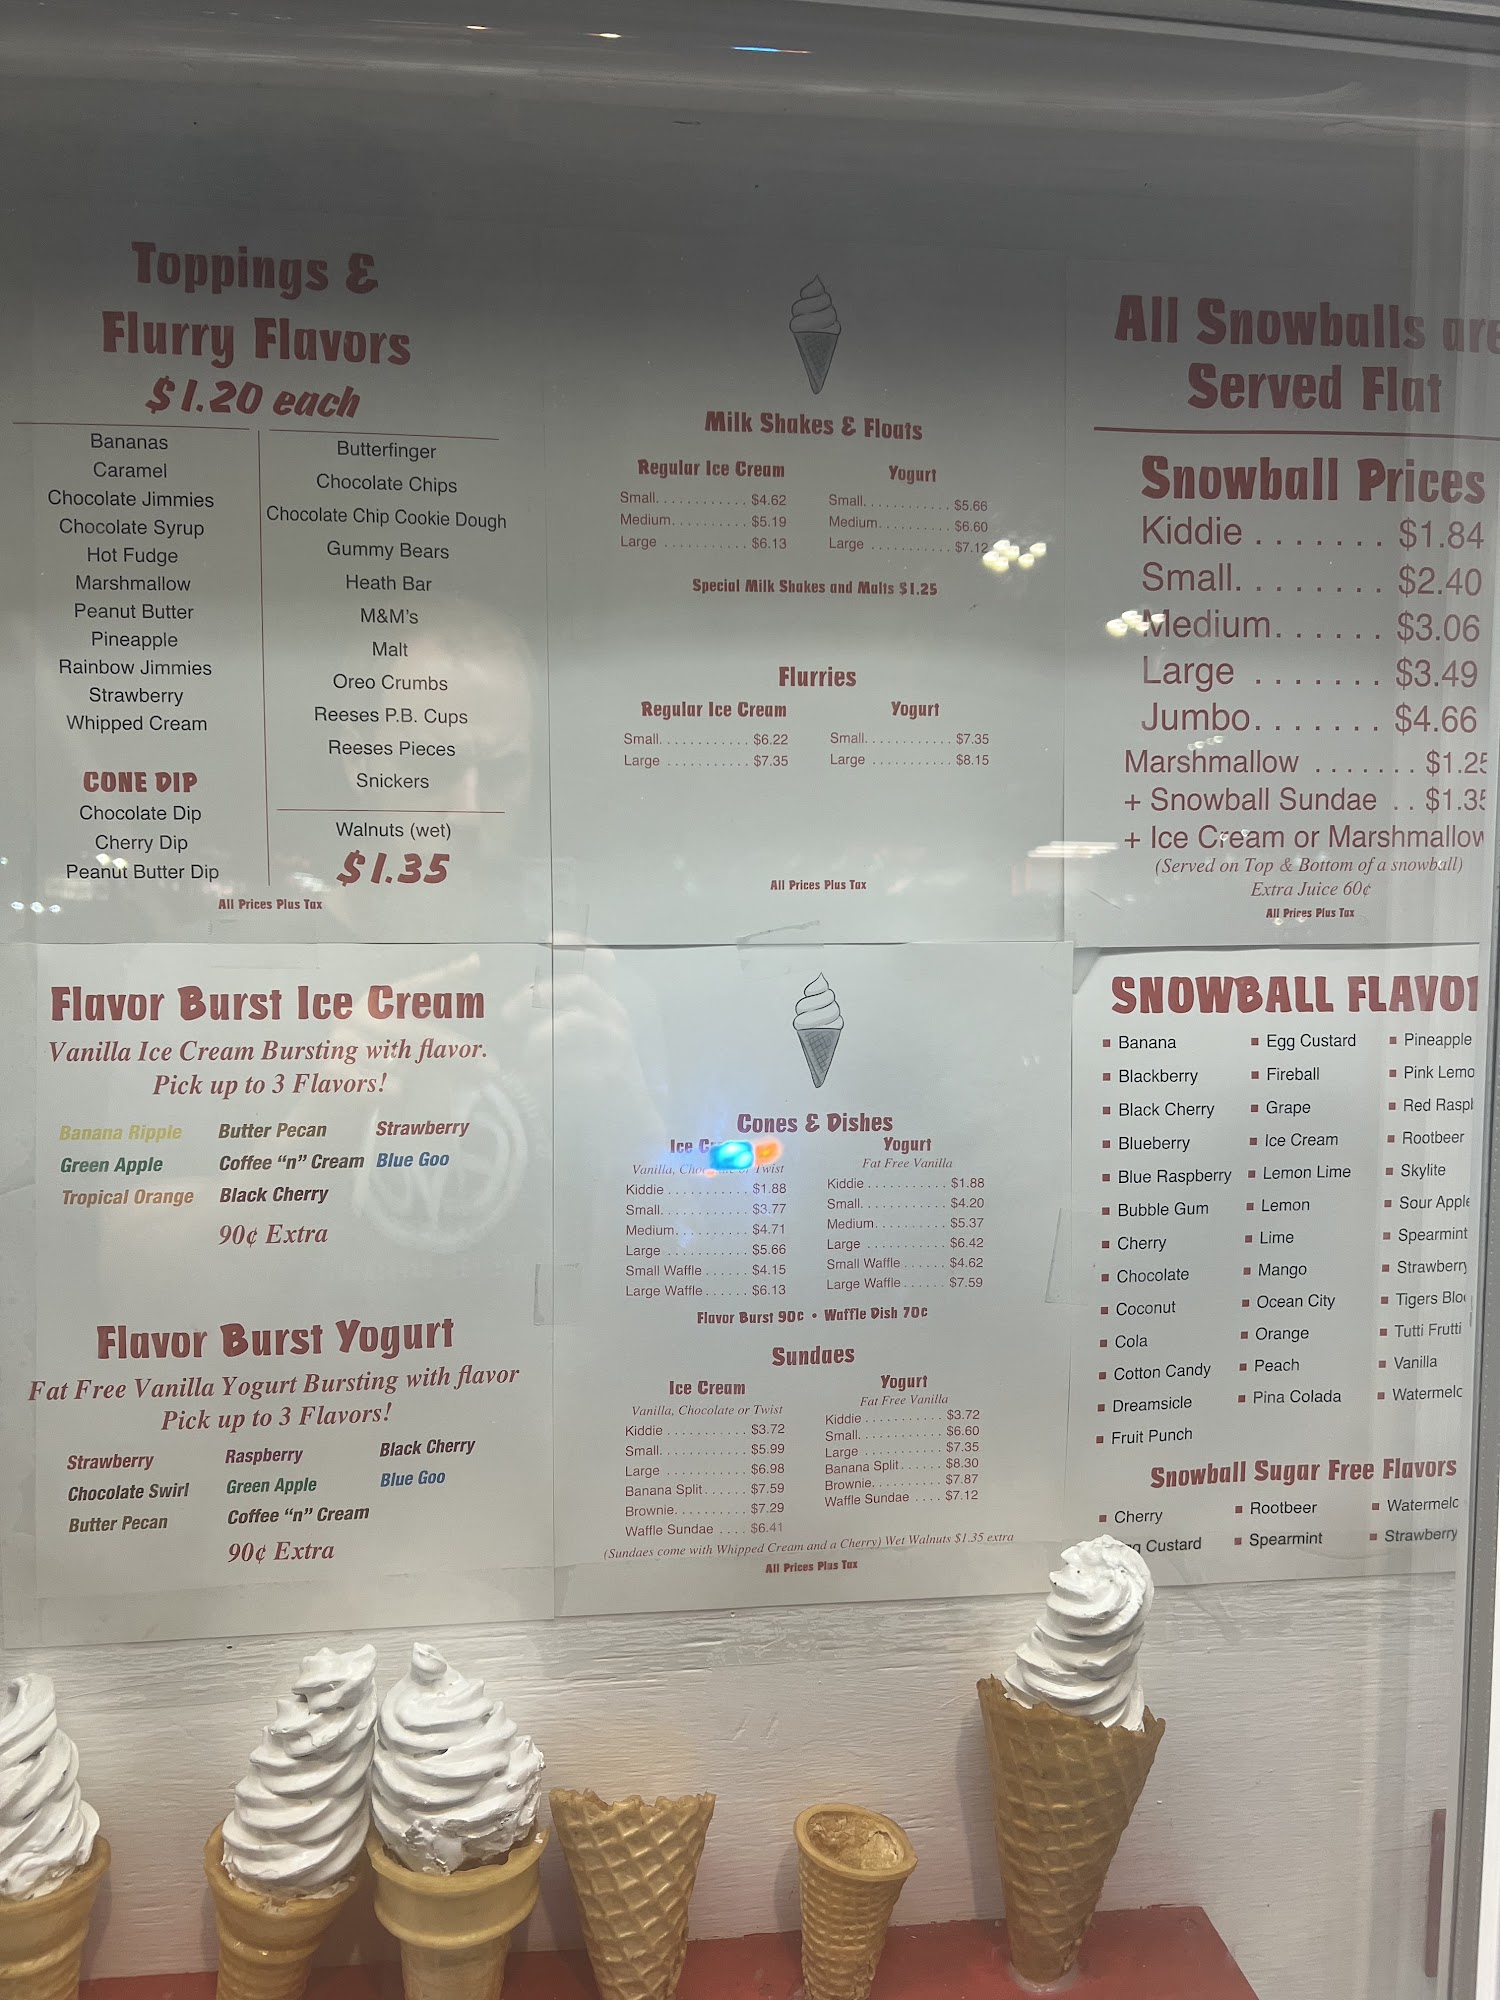 Toppings &
Flurry Flavors
$1.20 each
Bananas
Caramel
Chocolate Jimmies
Chocolate Syrup
Hot Fudge
Marshmallow
Peanut Butter
Pineapple
Rainbow Jimmies
Strawberry
Whipped Cream
CONE DIP
Chocolate Dip
Cherry Dip
Peanut Butter Dip
Butterfinger
Chocolate Chips
Chocolate Chip Cookie Dough
Gummy Bears
Heath Bar
M&M's
Malt
Oreo Crumbs
Reeses P.B. Cups
Reeses Pieces
Snickers
Walnuts (wet)
$1.35
All Prices Plus Tax
Milk Shakes & Floats
Regular Ice Cream
Small. . . . . . . . . . . $4.62
Medium. . . . . . . . . $5.19
Large . . . . . . . . . . . $6.13
Yogurt
Small. . . . . . . . . . . $5.66
Medium. . . . . . . . . $6.60
Large . . . . . . . . . . . $7.12
Special Milk Shakes and Malts $1.25
Flurries
Regular Ice Cream
Small. . . . . . . . . . . $6.22
Large . . . . . . . . . . . $7.35
Yogurt
Small. . . . . . . . . . . $7.35
Large . . . . . . . . . . . $8.15
All Prices Plus Tax
All Snowballs are
Served Flat
Snowball Prices
Kiddie . . . . . . . $1.84
Small. . . . . . . . $2.40
Medium. . . . . . $3.06
Large . . . . . . . $3.49
Jumbo. . . . . . . $4.66
Marshmallow . . . . . . . $1.25
+ Snowball Sundae . . $1.35
+ Ice Cream or Marshmallow
(Served on Top & Bottom of a snowball)
Extra Juice 60¢
All Prices Plus Tax
Flavor Burst Ice Cream
Vanilla Ice Cream Bursting with flavor.
Pick up to 3 Flavors!
Banana Ripple
Green Apple
Tropical Orange
Butter Pecan
Coffee "n" Cream
Black Cherry
Strawberry
Blue Goo
90¢ Extra
Flavor Burst Yogurt
Fat Free Vanilla Yogurt Bursting with flavor
Pick up to 3 Flavors!
Strawberry
Chocolate Swirl
Butter Pecan
Raspberry
Green Apple
Coffee "n" Cream
Black Cherry
Blue Goo
90¢ Extra
Cones & Dishes
Ice
Vanilla, Twist
Kiddie . . . . . . . . . . . $1.88
Small. . . . . . . . . . . $3.77
Medium. . . . . . . . . $4.71
Large . . . . . . . . . . . $5.66
Small Waffle . . . . . . $4.15
Large Waffle . . . . . . $6.13
Yogurt
Fat Free Vanilla
Kiddie . . . . . . . . . . . $1.88
Small. . . . . . . . . . . $4.20
Medium. . . . . . . . . $5.37
Large . . . . . . . . . . . $6.42
Small Waffle . . . . . . $4.62
Large Waffle . . . . . . $7.59
Flavor Burst 90¢ • Waffle Dish 70¢
Sundaes
Ice Cream
Vanilla, Chocolate or Twist
Kiddie . . . . . . . . . . . $3.72
Small. . . . . . . . . . . $5.99
Large . . . . . . . . . . . $6.98
Banana Split . . . . . . $7.59
Brownie. . . . . . . . . $7.29
Waffle Sundae . . . . $6.41
Yogurt
Fat Free Vanilla
Kiddie . . . . . . . . . . . $3.72
Small. . . . . . . . . . . $6.60
Large . . . . . . . . . . . $7.35
Banana Split . . . . . . $8.30
Brownie. . . . . . . . . $7.87
Waffle Sundae . . . . $7.12
(Sundaes come with Whipped Cream and a Cherry) Wet Walnuts $1.35 extra
All Prices Plus Tax
SNOWBALL FLAVO
Banana
Blackberry
Black Cherry
Blueberry
Blue Raspberry
Bubble Gum
Cherry
Chocolate
Coconut
Cola
Cotton Candy
Dreamsicle
Fruit Punch
Egg Custard
Fireball
Grape
Ice Cream
Lemon Lime
Lemon
Lime
Mango
Ocean City
Orange
Peach
Pina Colada
Pineapple
Pink Lemo
Red Rasp
Rootbeer
Skylite
Sour Apple
Spearmint
Strawberry
Tigers Bloo
Tutti Frutti
Vanilla
Watermelo
Snowball Sugar Free Flavors
Cherry
Custard
Rootbeer
Spearmint
Watermelo
Strawberry